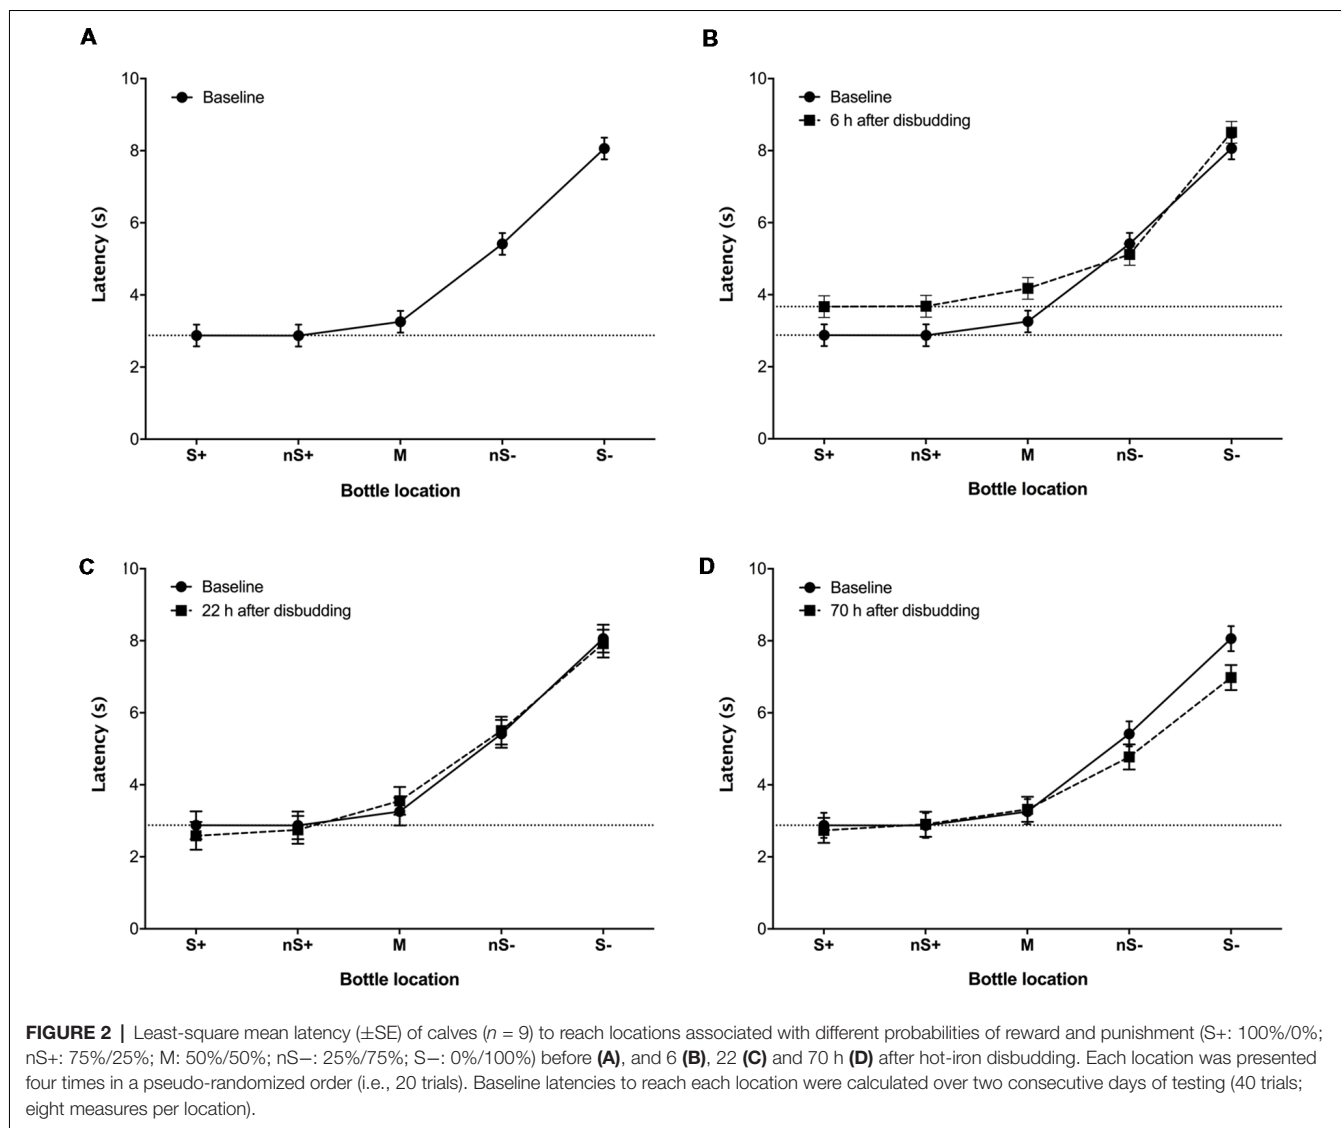 A
Baseline
10
8
6
4
2
0
Latency (s)
S+ nS+ M nS- S-
Bottle location
B
Baseline
6 h after disbudding
10
8
6
4
2
0
Latency (s)
S+ nS+ M nS- S-
Bottle location
C
Baseline
22 h after disbudding
10
8
6
4
2
0
Latency (s)
S+ nS+ M nS- S-
Bottle location
D
Baseline
70 h after disbudding
10
8
6
4
2
0
Latency (s)
S+ nS+ M nS- S-
Bottle location
FIGURE 2 | Least-square mean latency (±SE) of calves (n = 9) to reach locations associated with different probabilities of reward and punishment (S+: 100%/0%;
nS+: 75%/25%; M: 50%/50%; nS−: 25%/75%; S−: 0%/100%) before (A), and 6 (B), 22 (C) and 70 h (D) after hot-iron disbudding. Each location was presented
four times in a pseudo-randomized order (i.e., 20 trials). Baseline latencies to reach each location were calculated over two consecutive days of testing (40 trials;
eight measures per location).